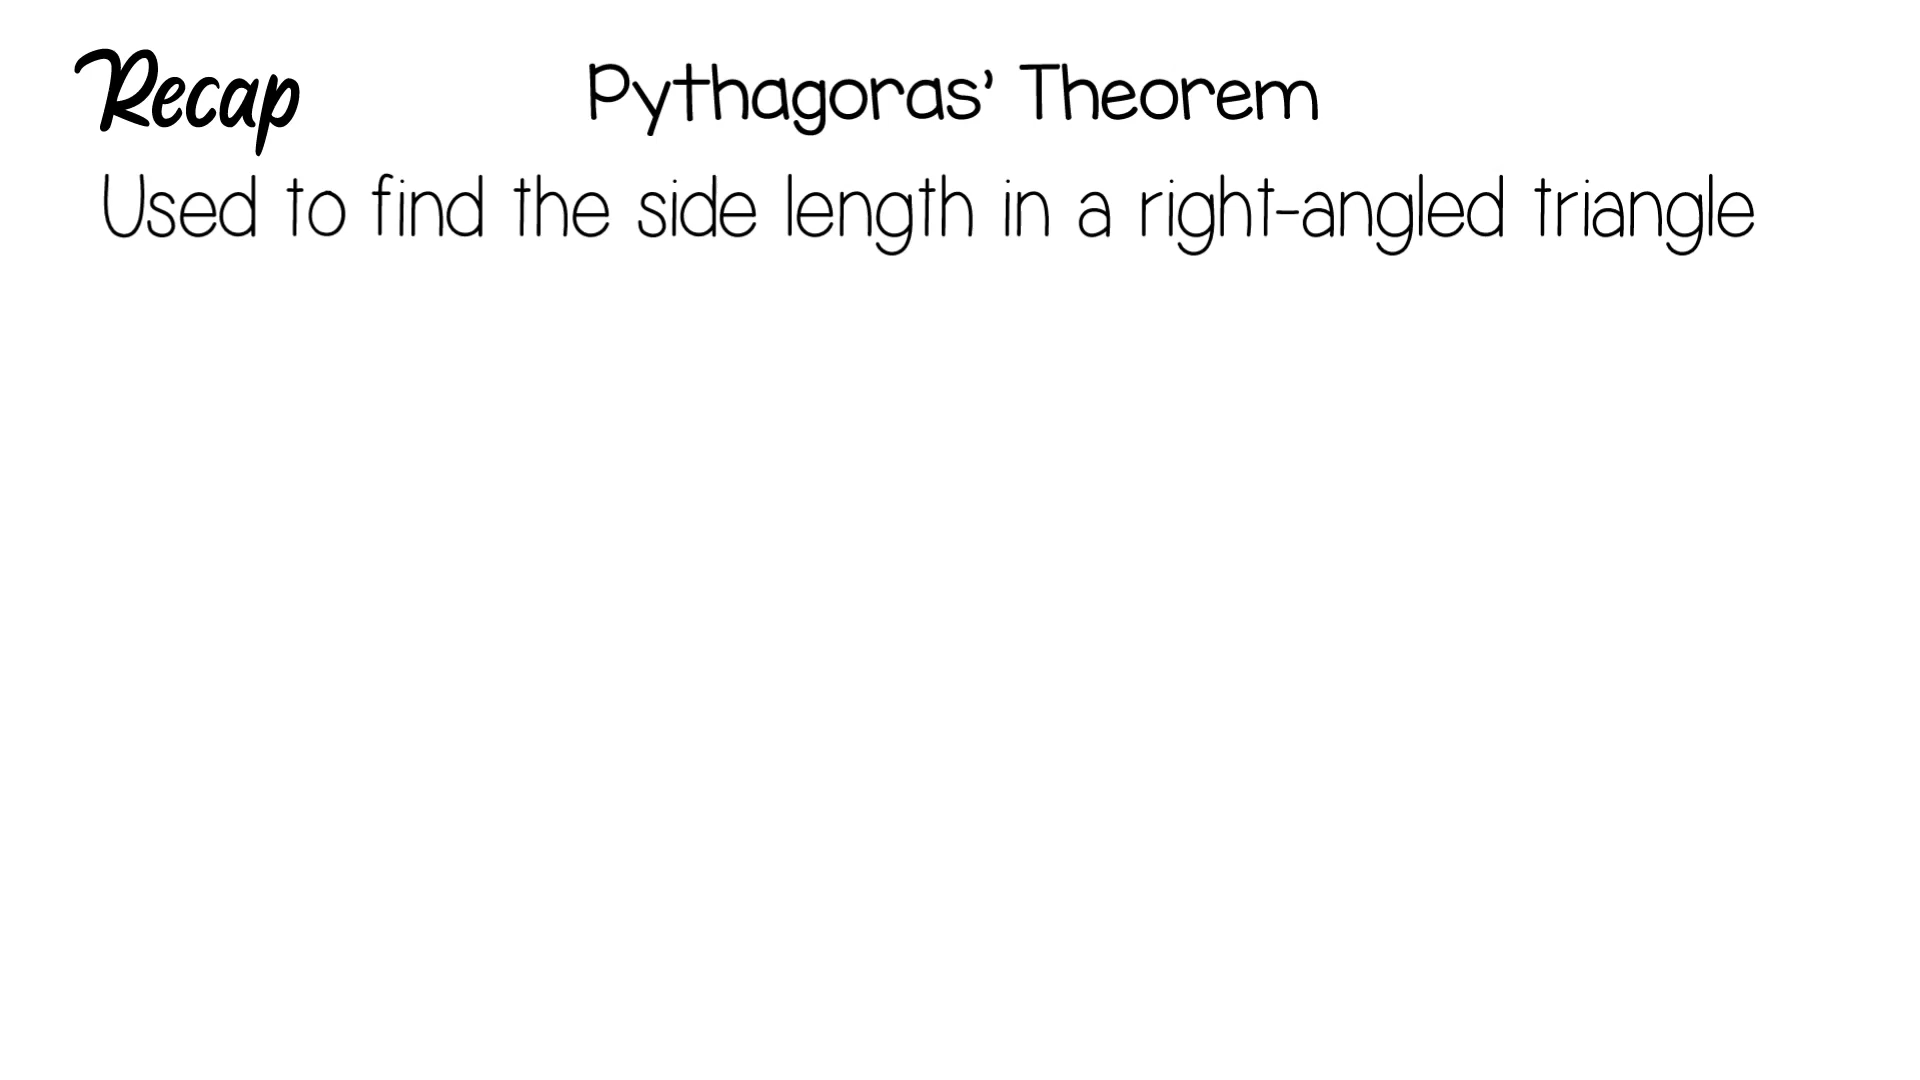 Recap
Pythagoras’ Theorem
Used to find the side length in a right-angled triangle